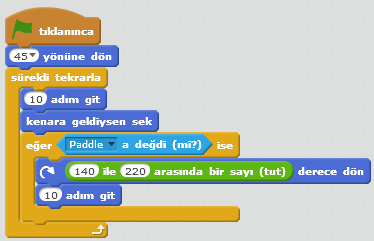 tıklanınca
45 yönüne dön
sürekli tekrarla
10 adım git
kenara geldiysen sek
eğer Paddle a değdi (mi?) ise
140 ile 220 arasında bir sayı (tut) derece dön
10 adım git